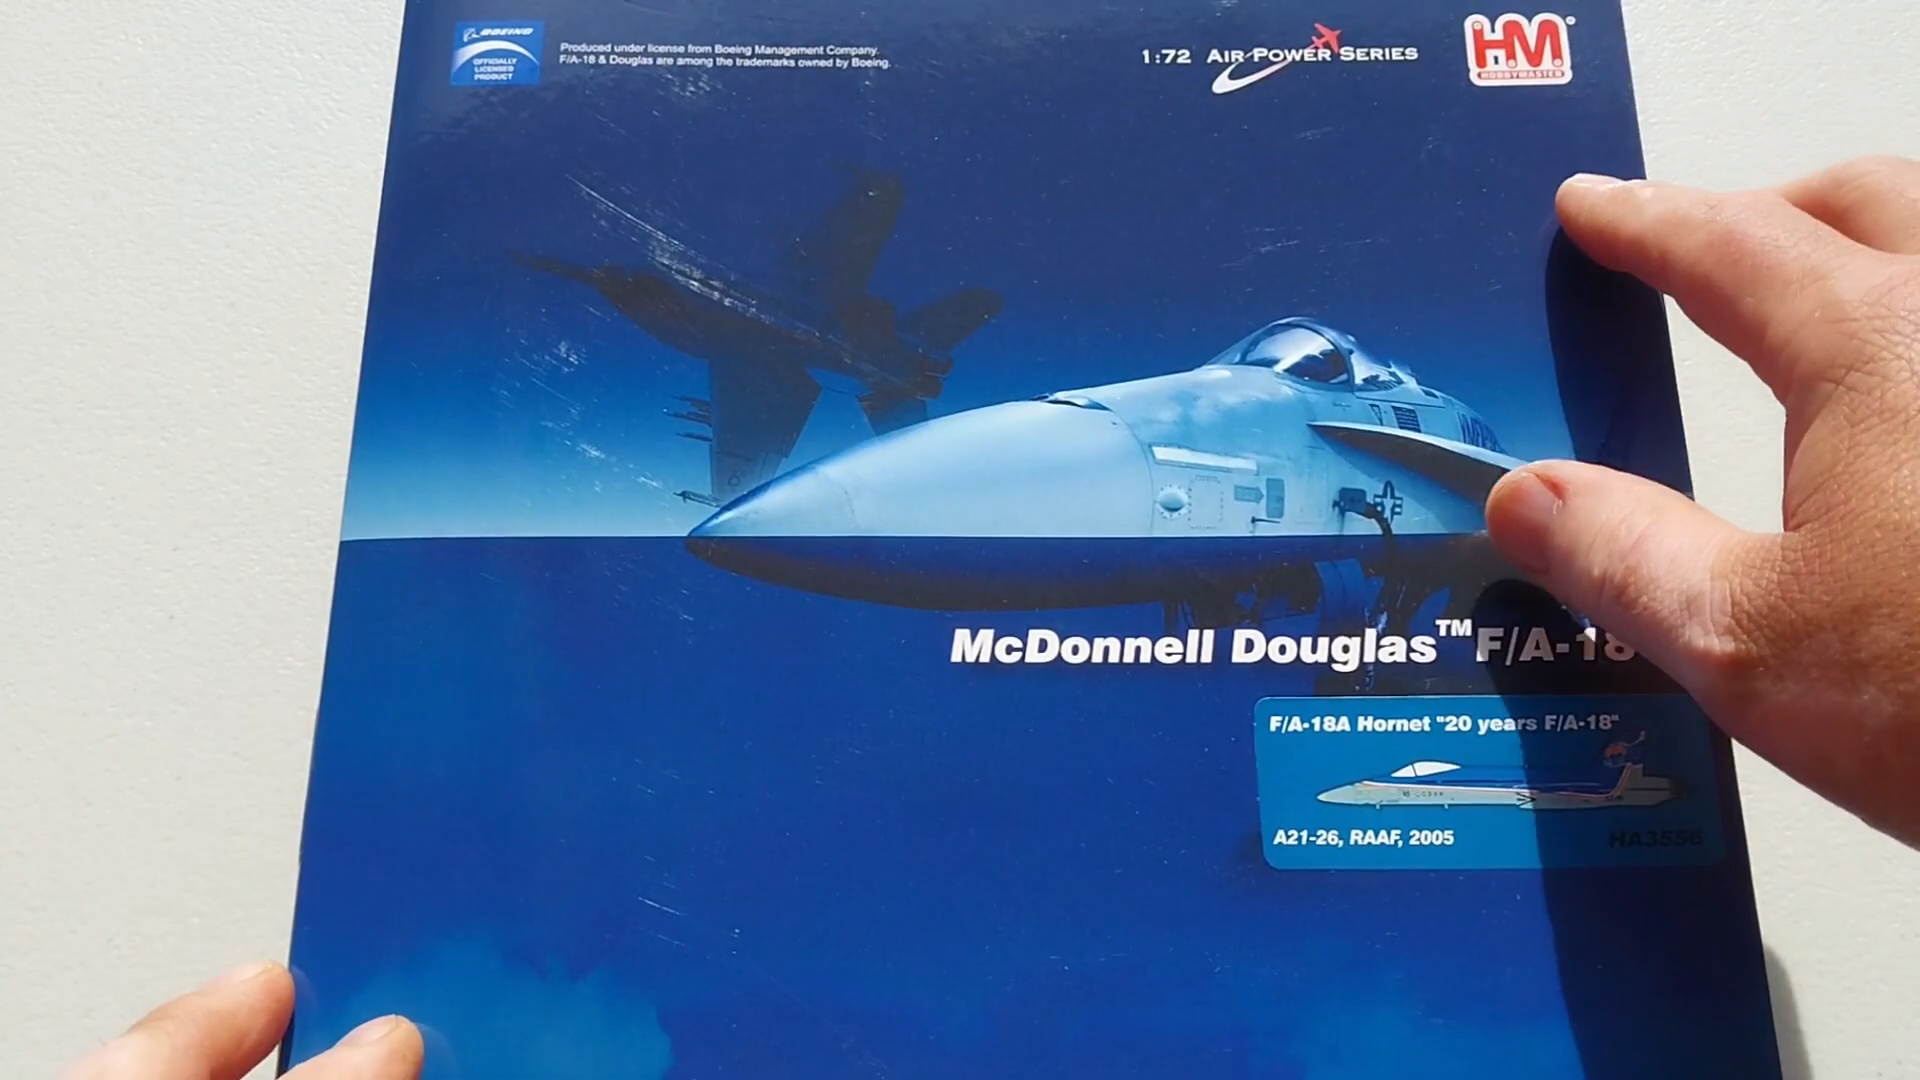 BOEING
OFFICIALLY
LICENSED
PRODUCT
Produced under license from Boeing Management Company.
F/A-18 & Douglas are among the trademarks owned by Boeing.
1:72 AIR POWER SERIES
HM
HOBBYMASTER
McDonnell Douglas™ F/A-18
F/A-18A Hornet "20 years F/A-18"
A21-26, RAAF, 2005
HA3556